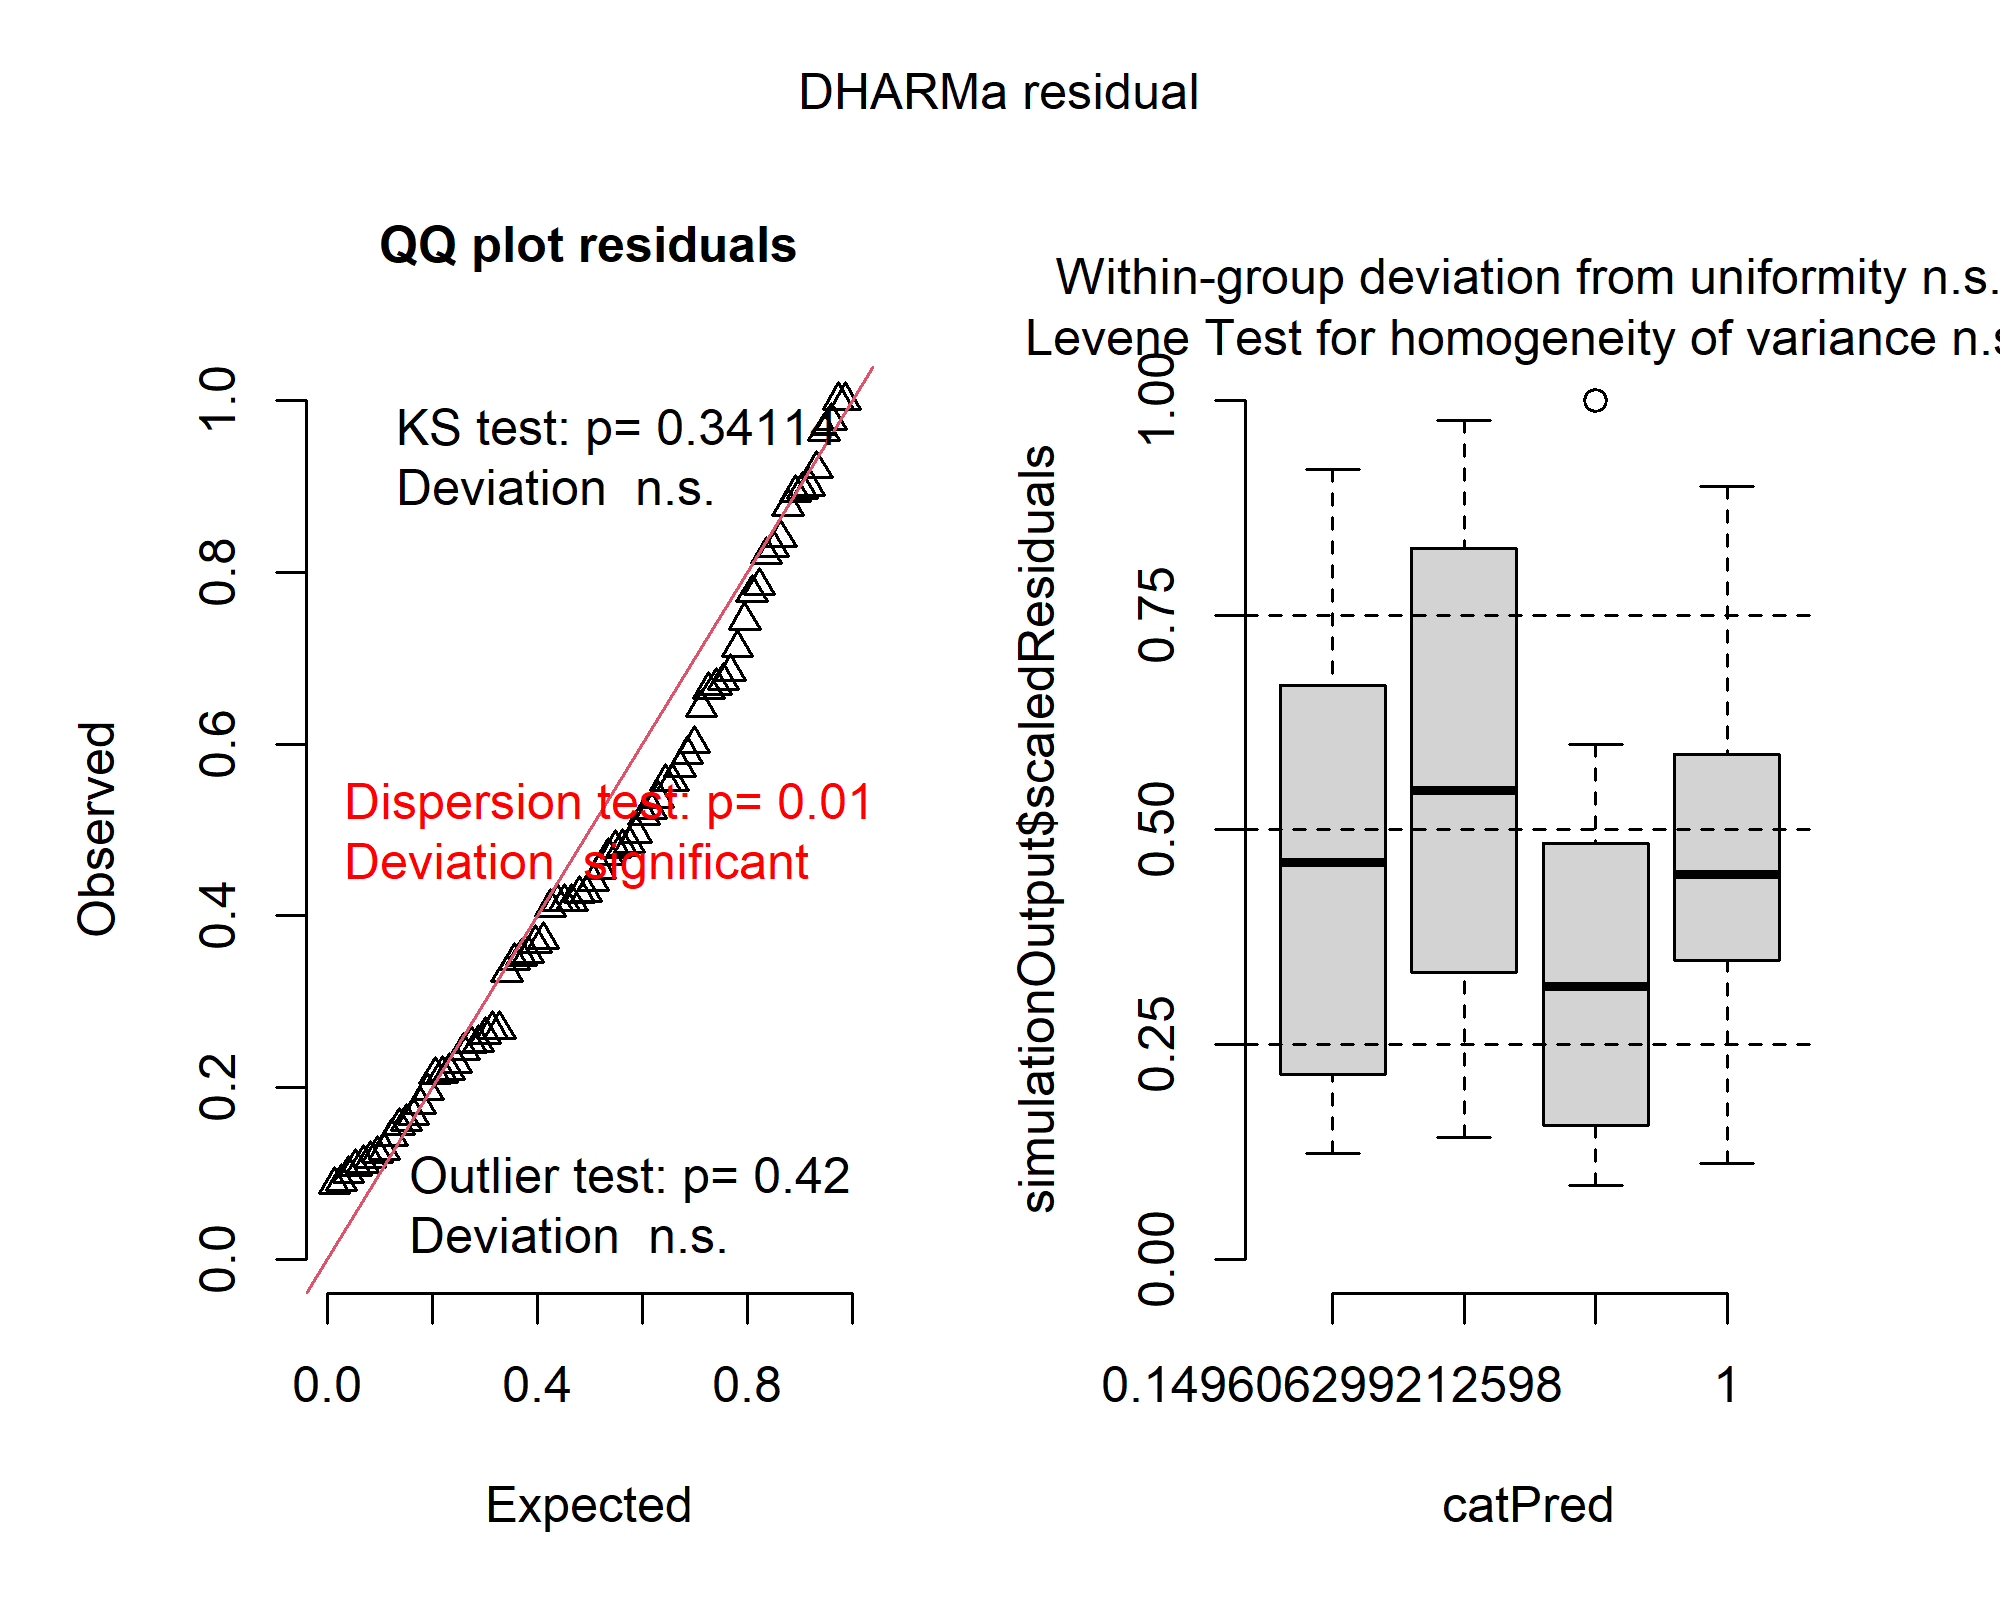 DHARMa residual
QQ plot residuals
Within-group deviation from uniformity n.s.
Levene Test for homogeneity of variance n.s
KS test: p= 0.34111
Deviation  n.s.
Dispersion test: p= 0.01
Deviation  significant
Outlier test: p= 0.42
Deviation  n.s.
Observed
0.0
0.2
0.4
0.6
0.8
1.0
0.0 0.4 0.8
Expected
simulationOutput$scaledResiduals
0.00
0.25
0.50
0.75
1.00
0.149606299212598 1
catPred